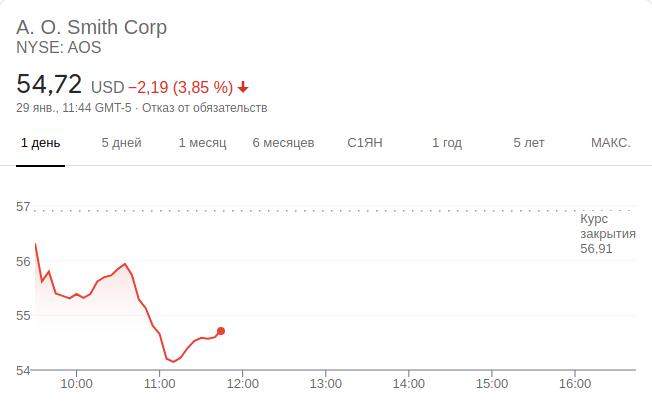 A. O. Smith Corp
NYSE: AOS
54,72 USD −2,19 (3,85 %)
29 янв., 11:44 GMT-5 · Отказ от обязательств
1 день 5 дней 1 месяц 6 месяцев С1ЯН 1 год 5 лет МАКС.
57
Курс
закрытия
56,91
56
55
54
10:00 11:00 12:00 13:00 14:00 15:00 16:00